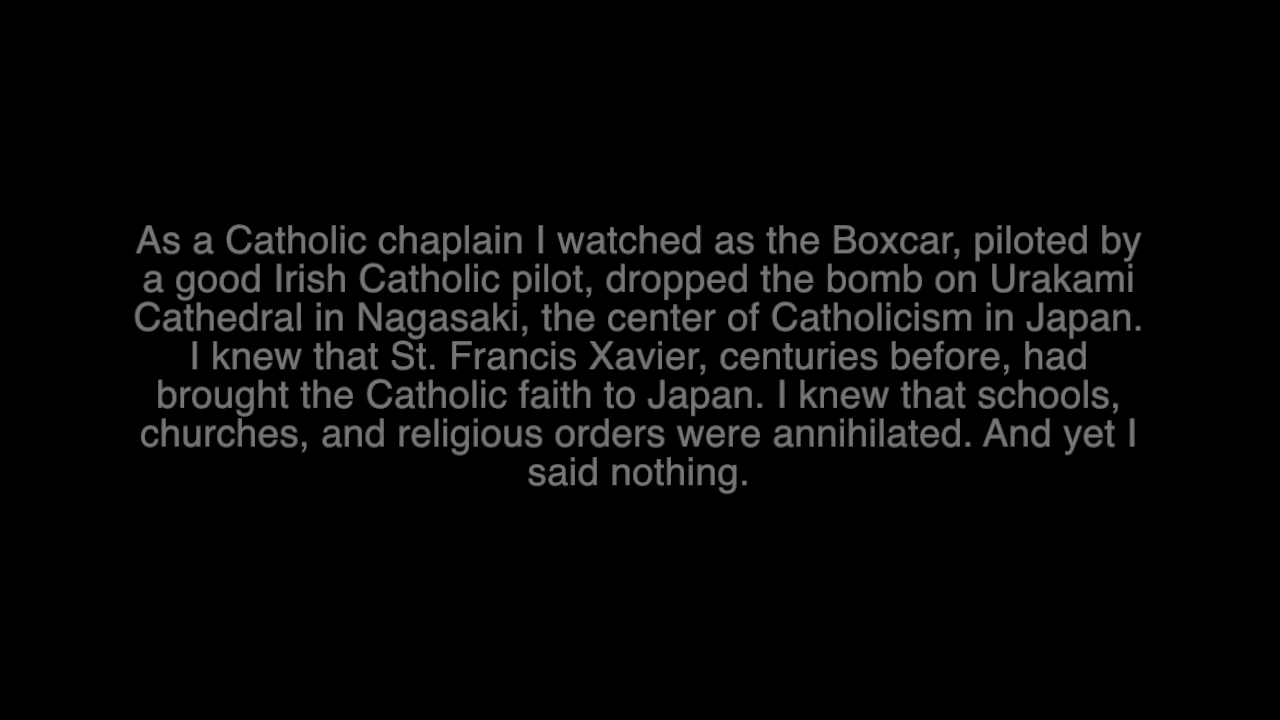 As a Catholic chaplain I watched as the Boxcar, piloted by
a good Irish Catholic pilot, dropped the bomb on Urakami
Cathedral in Nagasaki, the center of Catholicism in Japan.
I knew that St. Francis Xavier, centuries before, had
brought the Catholic faith to Japan. I knew that schools,
churches, and religious orders were annihilated. And yet I
said nothing.